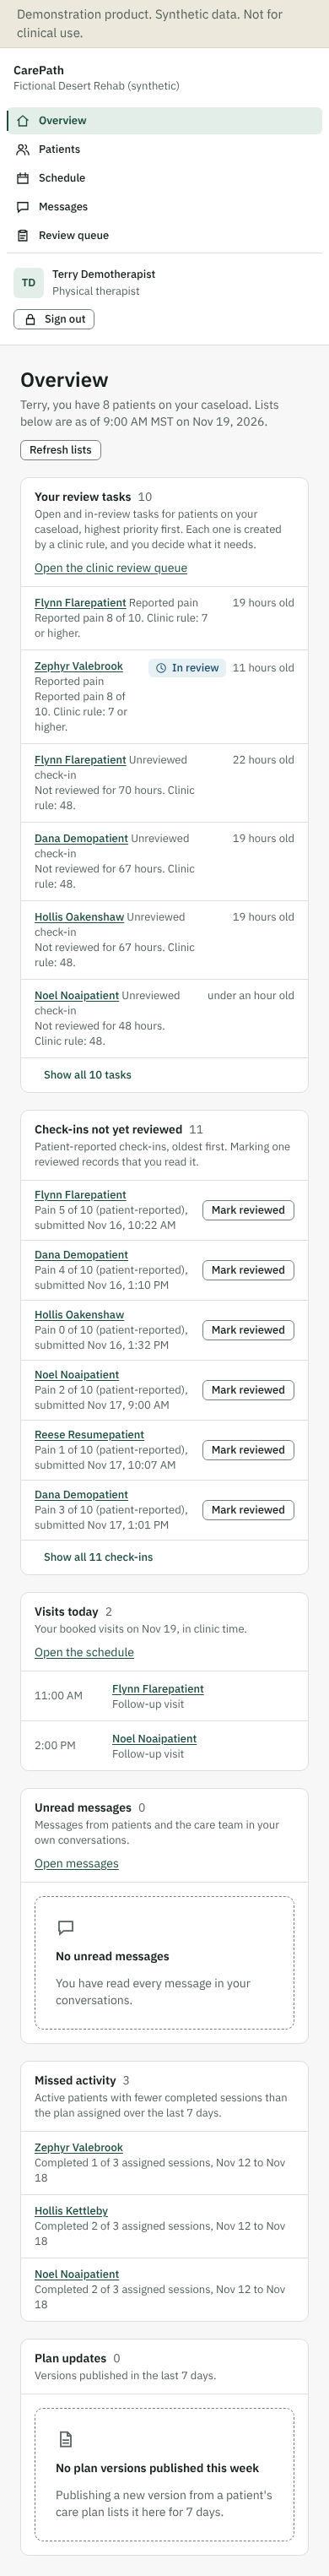 Demonstration product. Synthetic data. Not for
clinical use.
CarePath
Fictional Desert Rehab (synthetic)
Overview
Patients
Schedule
Messages
Review queue
TD
Terry Demotherapist
Physical therapist
Sign out
Overview
Terry, you have 8 patients on your caseload. Lists
below are as of 9:00 AM MST on Nov 19, 2026.
Refresh lists
Your review tasks 10
Open and in-review tasks for patients on your
caseload, highest priority first. Each one is created
by a clinic rule, and you decide what it needs.
Open the clinic review queue
Flynn Flarepatient Reported pain 19 hours old
Reported pain 8 of 10. Clinic rule: 7
or higher.
Zephyr Valebrook In review 11 hours old
Reported pain
Reported pain 8 of
10. Clinic rule: 7 or
higher.
Flynn Flarepatient Unreviewed 22 hours old
check-in
Not reviewed for 70 hours. Clinic
rule: 48.
Dana Demopatient Unreviewed 19 hours old
check-in
Not reviewed for 67 hours. Clinic
rule: 48.
Hollis Oakenshaw Unreviewed 19 hours old
check-in
Not reviewed for 67 hours. Clinic
rule: 48.
Noel Noaipatient Unreviewed under an hour old
check-in
Not reviewed for 48 hours.
Clinic rule: 48.
Show all 10 tasks
Check-ins not yet reviewed 11
Patient-reported check-ins, oldest first. Marking one
reviewed records that you read it.
Flynn Flarepatient
Pain 5 of 10 (patient-reported),
submitted Nov 16, 10:22 AM
Mark reviewed
Dana Demopatient
Pain 4 of 10 (patient-reported),
submitted Nov 16, 1:10 PM
Mark reviewed
Hollis Oakenshaw
Pain 0 of 10 (patient-reported),
submitted Nov 16, 1:32 PM
Mark reviewed
Noel Noaipatient
Pain 2 of 10 (patient-reported),
submitted Nov 17, 9:00 AM
Mark reviewed
Reese Resumepatient
Pain 1 of 10 (patient-reported),
submitted Nov 17, 10:07 AM
Mark reviewed
Dana Demopatient
Pain 3 of 10 (patient-reported),
submitted Nov 17, 1:01 PM
Mark reviewed
Show all 11 check-ins
Visits today 2
Your booked visits on Nov 19, in clinic time.
Open the schedule
11:00 AM
Flynn Flarepatient
Follow-up visit
2:00 PM
Noel Noaipatient
Follow-up visit
Unread messages 0
Messages from patients and the care team in your
own conversations.
Open messages
No unread messages
You have read every message in your
conversations.
Missed activity 3
Active patients with fewer completed sessions than
the plan assigned over the last 7 days.
Zephyr Valebrook
Completed 1 of 3 assigned sessions, Nov 12 to Nov
18
Hollis Kettleby
Completed 2 of 3 assigned sessions, Nov 12 to Nov
18
Noel Noaipatient
Completed 2 of 3 assigned sessions, Nov 12 to Nov
18
Plan updates 0
Versions published in the last 7 days.
No plan versions published this week
Publishing a new version from a patient's
care plan lists it here for 7 days.